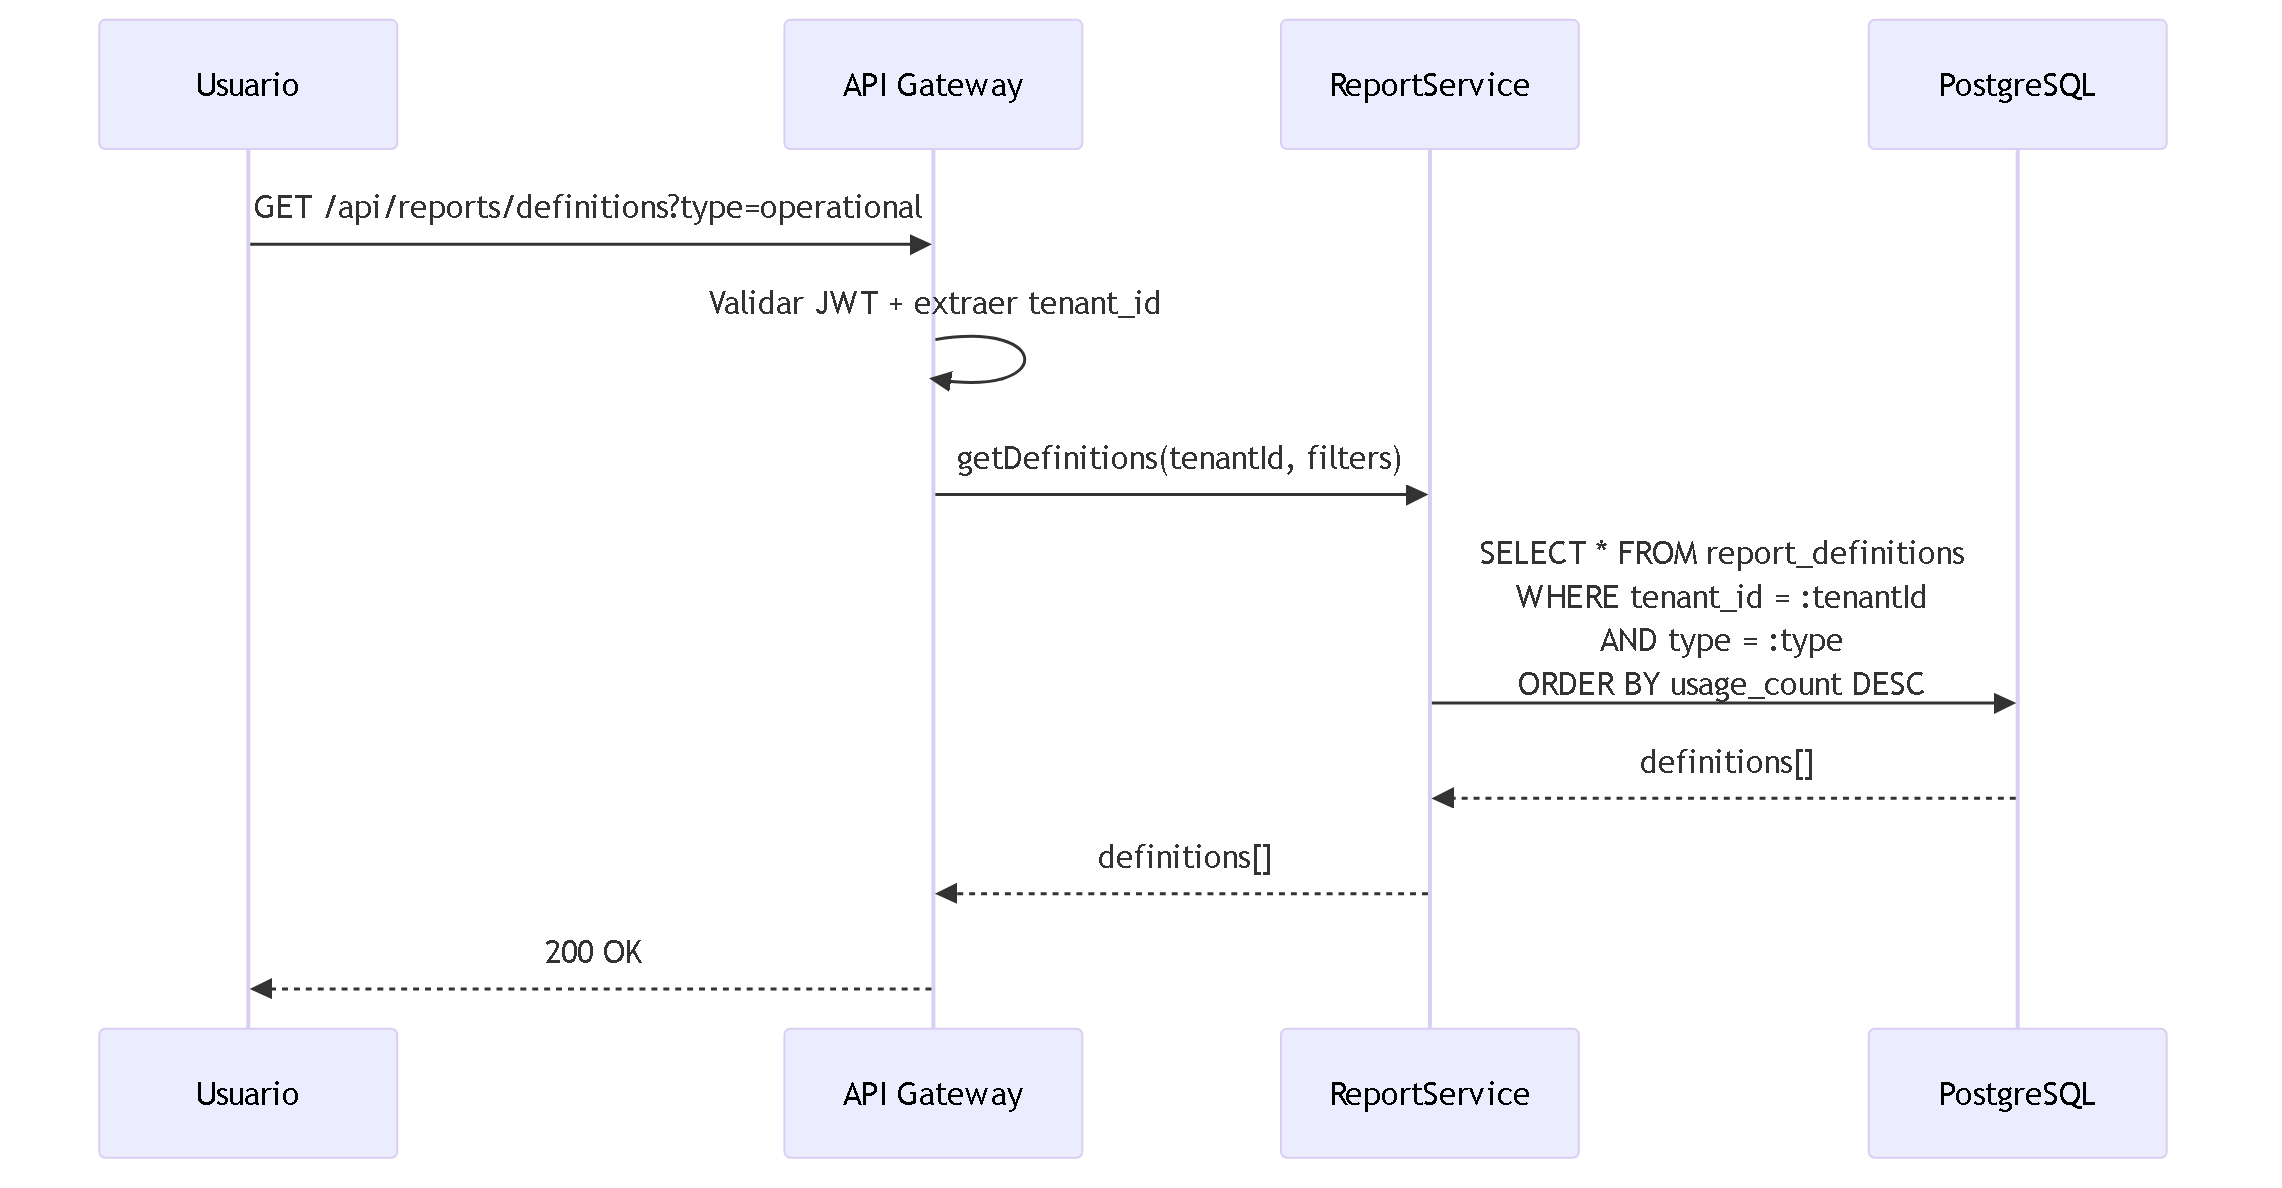 Usuario
API Gateway
ReportService
PostgreSQL
GET /api/reports/definitions?type=operational
Validar JWT + extraer tenant_id
getDefinitions(tenantId, filters)
SELECT * FROM report_definitions
WHERE tenant_id = :tenantId
AND type = :type
ORDER BY usage_count DESC
definitions[]
definitions[]
200 OK
Usuario
API Gateway
ReportService
PostgreSQL